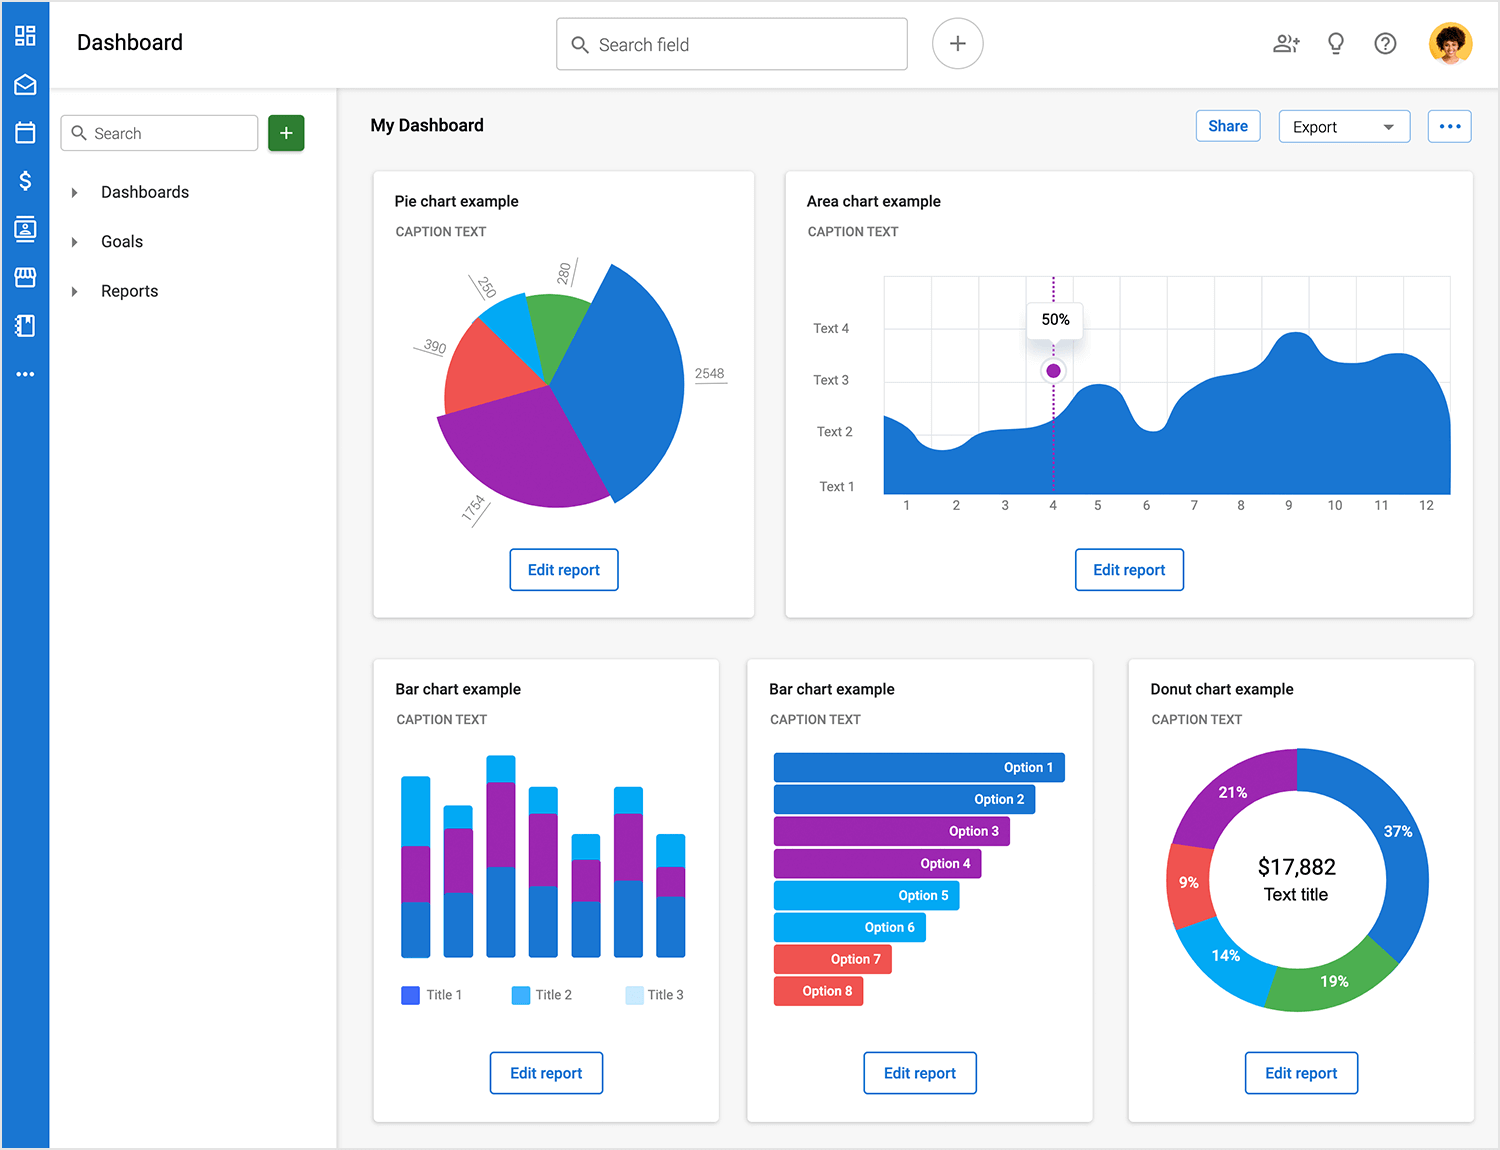 Dashboard
Search field
Search
Dashboards
Goals
Reports
My Dashboard
Share
Export
Pie chart example
CAPTION TEXT
280
250
390
2548
1754
Edit report
Area chart example
CAPTION TEXT
50%
Text 4
Text 3
Text 2
Text 1
1 2 3 4 5 6 7 8 9 10 11 12
Edit report
Bar chart example
CAPTION TEXT
Title 1 Title 2 Title 3
Edit report
Bar chart example
CAPTION TEXT
Option 1
Option 2
Option 3
Option 4
Option 5
Option 6
Option 7
Option 8
Edit report
Donut chart example
CAPTION TEXT
21%
37%
9%
$17,882
Text title
14%
19%
Edit report